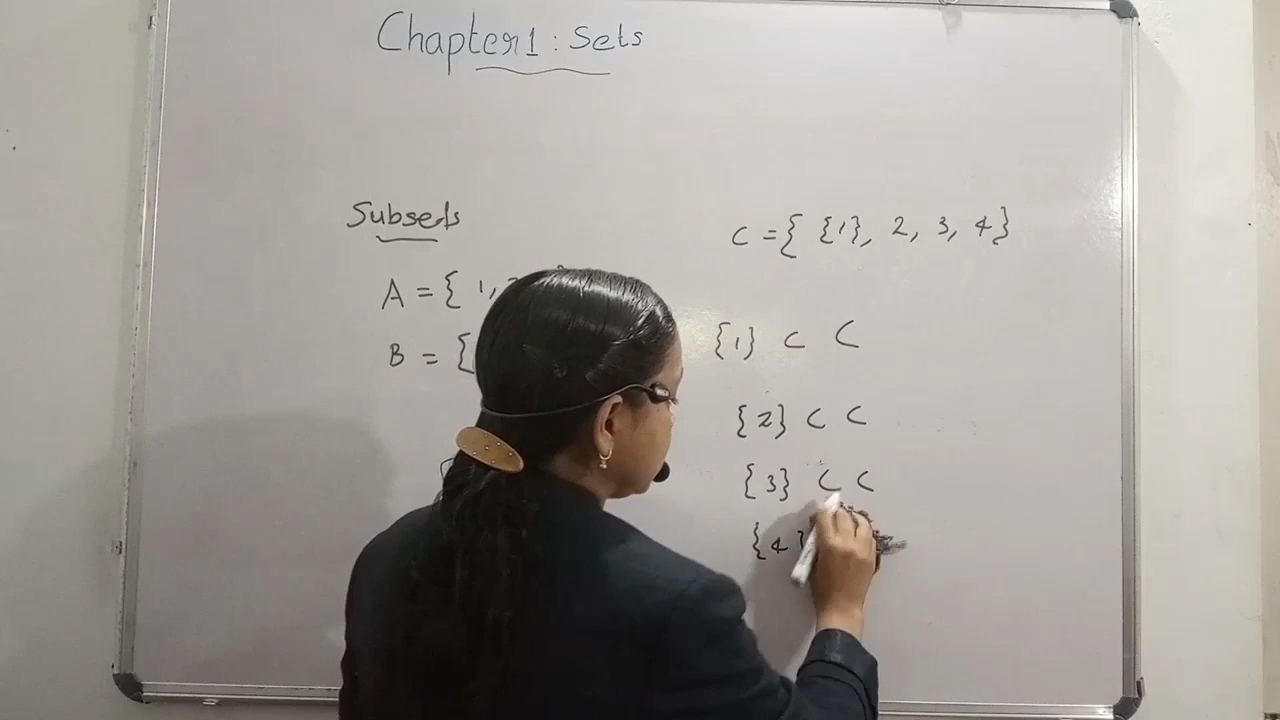 Chapter 1 : Sets
Subsets
A = { 1,
B = {
C = { {1}, 2, 3, 4 }
{1} ⊂ C
{2} ⊂ C
{3} ⊂ C
{4}